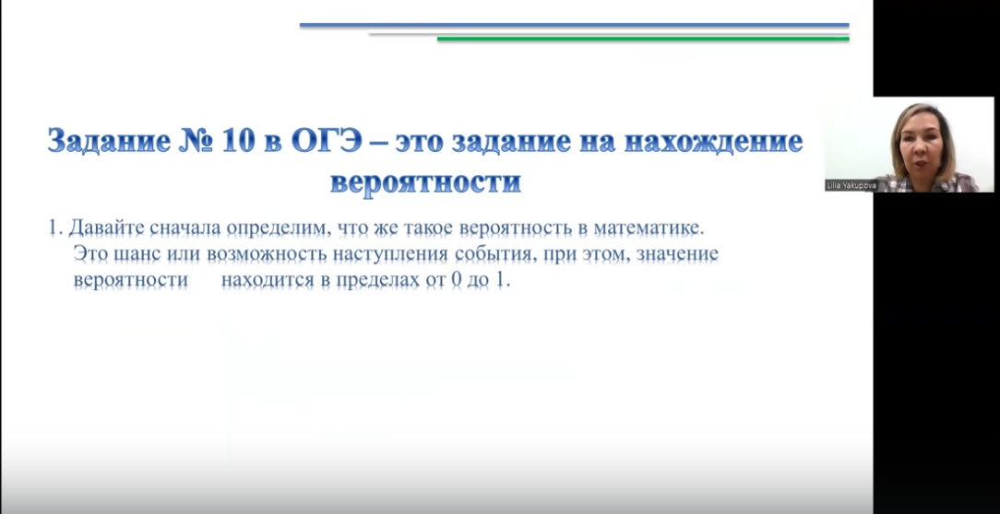 Задание № 10 в ОГЭ – это задание на нахождение
вероятности
1. Давайте сначала определим, что же такое вероятность в математике.
Это шанс или возможность наступления события, при этом, значение
вероятности находится в пределах от 0 до 1.
Lilia Yakupova